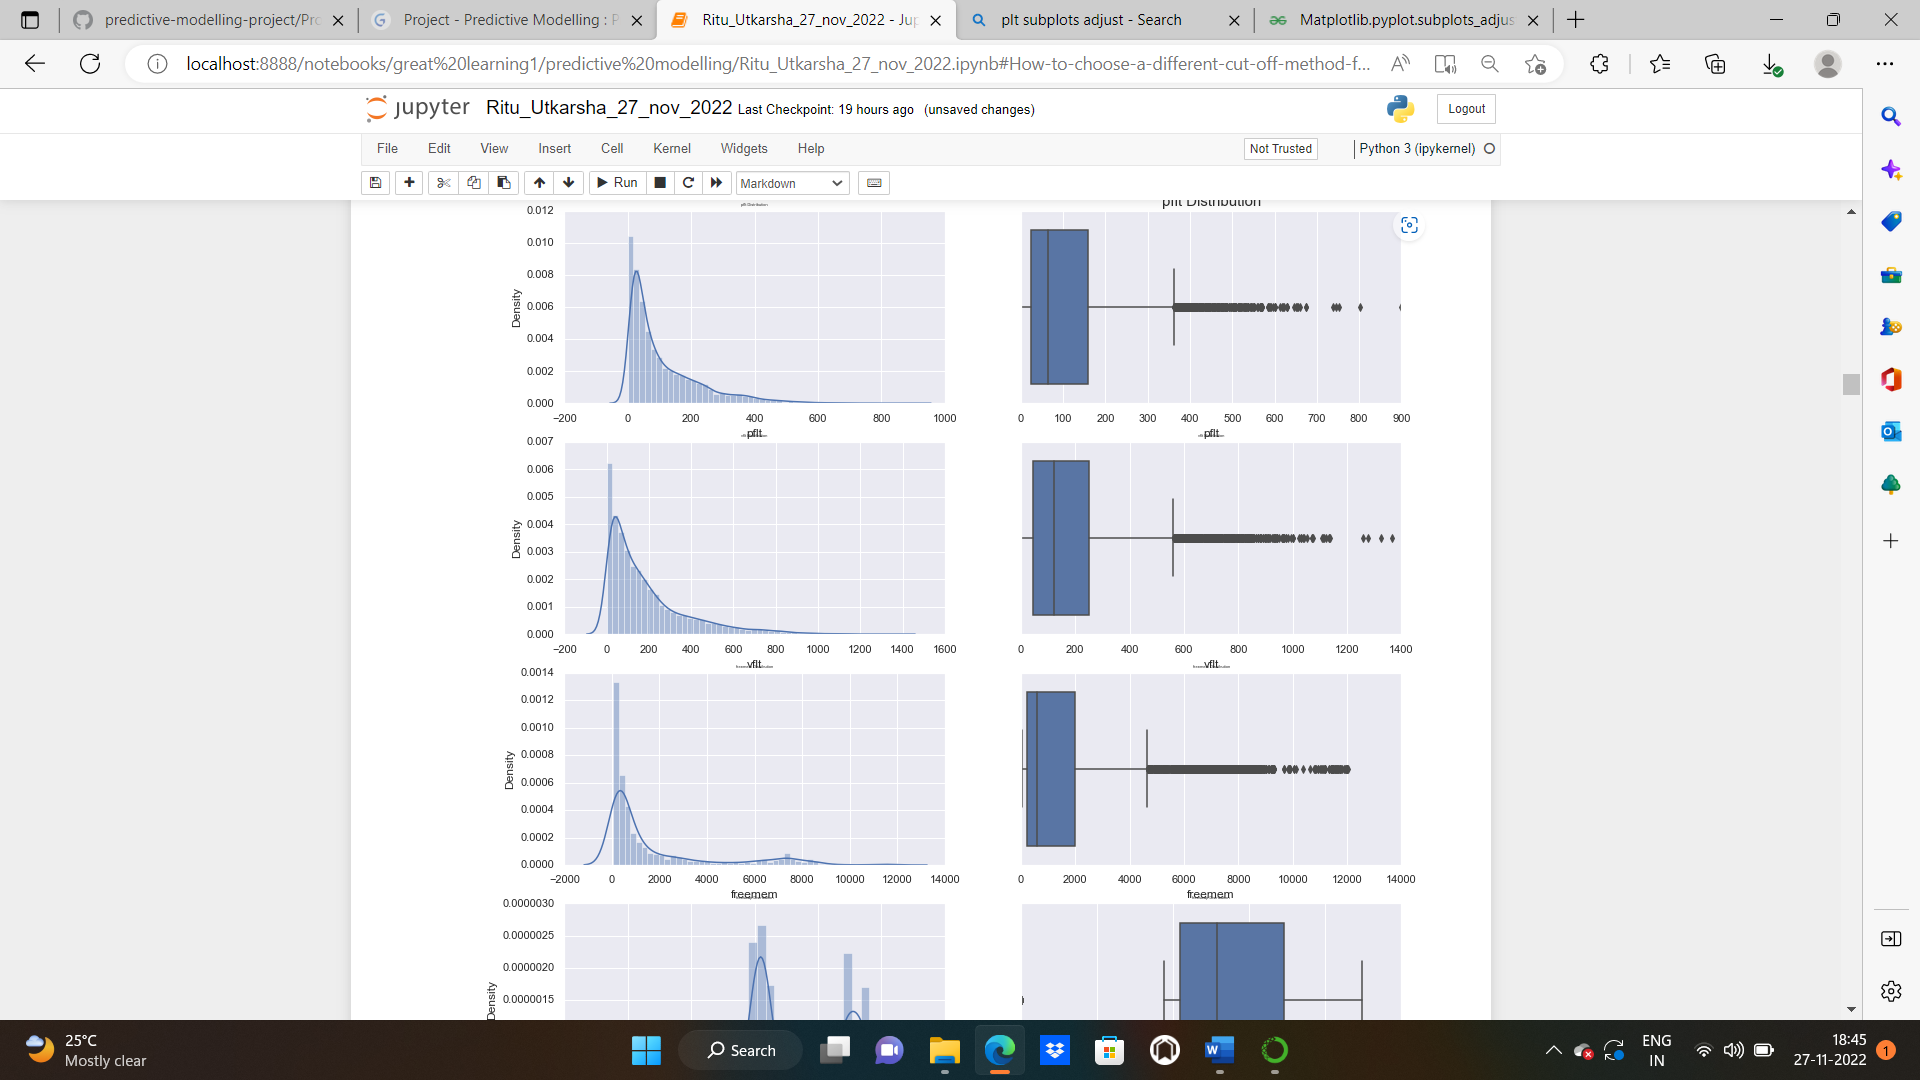 predictive-modelling-project/Pro
Project - Predictive Modelling : P
Ritu_Utkarsha_27_nov_2022 - Jup
plt subplots adjust - Search
Matplotlib.pyplot.subplots_adjus
localhost:8888/notebooks/great%20learning1/predictive%20modelling/Ritu_Utkarsha_27_nov_2022.ipynb#How-to-choose-a-different-cut-off-method-f...
jupyter Ritu_Utkarsha_27_nov_2022 Last Checkpoint: 19 hours ago (unsaved changes)
Logout
File Edit View Insert Cell Kernel Widgets Help
Not Trusted
Python 3 (ipykernel)
Run
Markdown
pflt Distribution
pflt Distribution
0.012
0.010
0.008
0.006
0.004
0.002
0.000
Density
−200 0 200 400 600 800 1000
pflt
0 100 200 300 400 500 600 700 800 900
pflt
0.007
0.006
0.005
0.004
0.003
0.002
0.001
0.000
Density
−200 0 200 400 600 800 1000 1200 1400 1600
vflt
0 200 400 600 800 1000 1200 1400
vflt
0.0014
0.0012
0.0010
0.0008
0.0006
0.0004
0.0002
0.0000
Density
−2000 0 2000 4000 6000 8000 10000 12000 14000
freemem
0 2000 4000 6000 8000 10000 12000 14000
freemem
0.0000030
0.0000025
0.0000020
0.0000015
Density
25°C
Mostly clear
Search
ENG
IN
18:45
27-11-2022
1